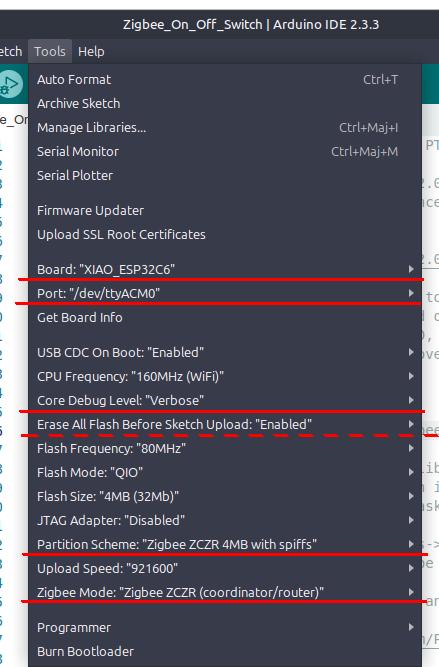 Zigbee_On_Off_Switch | Arduino IDE 2.3.3
etch Tools Help
Auto Format Ctrl+T
Archive Sketch
Manage Libraries... Ctrl+Maj+I
Serial Monitor Ctrl+Maj+M
Serial Plotter
Firmware Updater
Upload SSL Root Certificates
Board: "XIAO_ESP32C6"
Port: "/dev/ttyACM0"
Get Board Info
USB CDC On Boot: "Enabled"
CPU Frequency: "160MHz (WiFi)"
Core Debug Level: "Verbose"
Erase All Flash Before Sketch Upload: "Enabled"
Flash Frequency: "80MHz"
Flash Mode: "QIO"
Flash Size: "4MB (32Mb)"
JTAG Adapter: "Disabled"
Partition Scheme: "Zigbee ZCZR 4MB with spiffs"
Upload Speed: "921600"
Zigbee Mode: "Zigbee ZCZR (coordinator/router)"
Programmer
Burn Bootloader